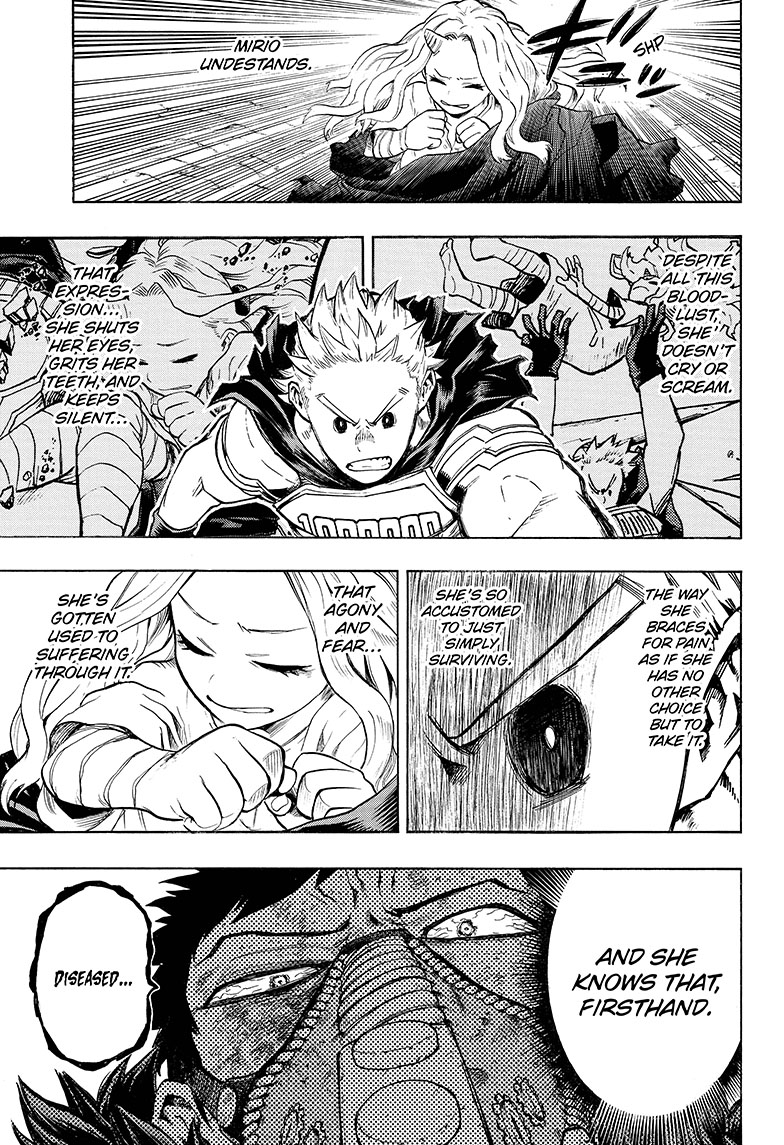 MIRIO
UNDESTANDS.
SHP
DESPITE
ALL THIS
BLOOD-
LUST,
SHE
DOESN'T
CRY OR
SCREAM.
THAT
EXPRES-
SION...
SHE SHUTS
HER EYES,
GRITS HER
TEETH, AND
KEEPS
SILENT...
1000000
THE WAY
SHE
BRACES
FOR PAIN,
AS IF SHE
HAS NO
OTHER
CHOICE
BUT TO
TAKE IT.
SHE'S SO
ACCUSTOMED
TO JUST
SIMPLY
SURVIVING.
THAT
AGONY
AND
FEAR...
SHE'S
GOTTEN
USED TO
SUFFERING
THROUGH IT.
AND SHE
KNOWS THAT,
FIRSTHAND.
DISEASED...